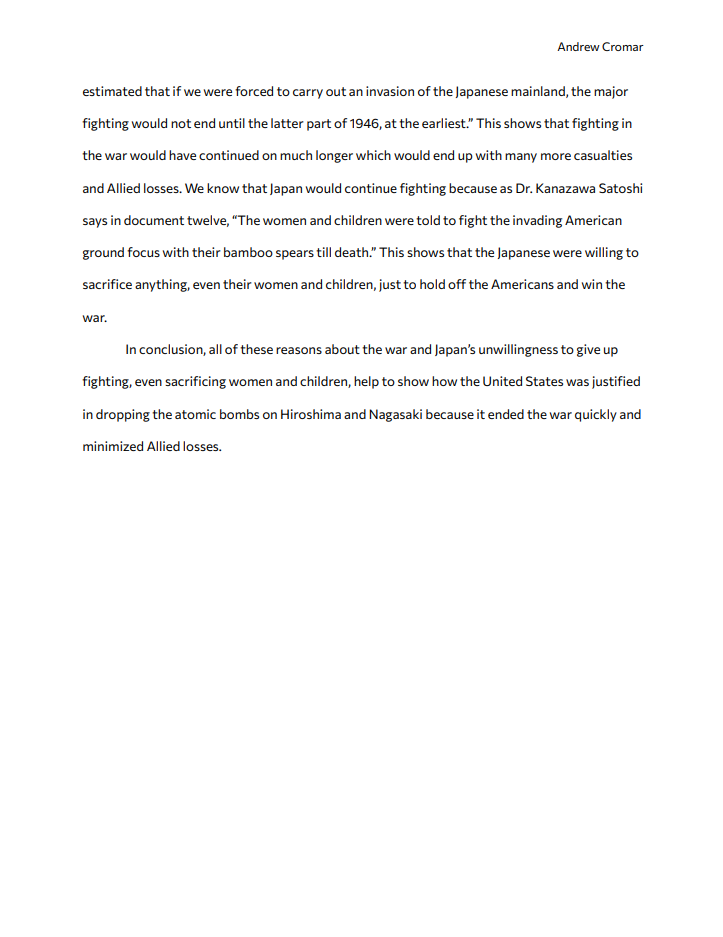 Andrew Cromar
estimated that if we were forced to carry out an invasion of the Japanese mainland, the major
fighting would not end until the latter part of 1946, at the earliest.” This shows that fighting in
the war would have continued on much longer which would end up with many more casualties
and Allied losses. We know that Japan would continue fighting because as Dr. Kanazawa Satoshi
says in document twelve, “The women and children were told to fight the invading American
ground focus with their bamboo spears till death.” This shows that the Japanese were willing to
sacrifice anything, even their women and children, just to hold off the Americans and win the
war.
In conclusion, all of these reasons about the war and Japan’s unwillingness to give up
fighting, even sacrificing women and children, help to show how the United States was justified
in dropping the atomic bombs on Hiroshima and Nagasaki because it ended the war quickly and
minimized Allied losses.